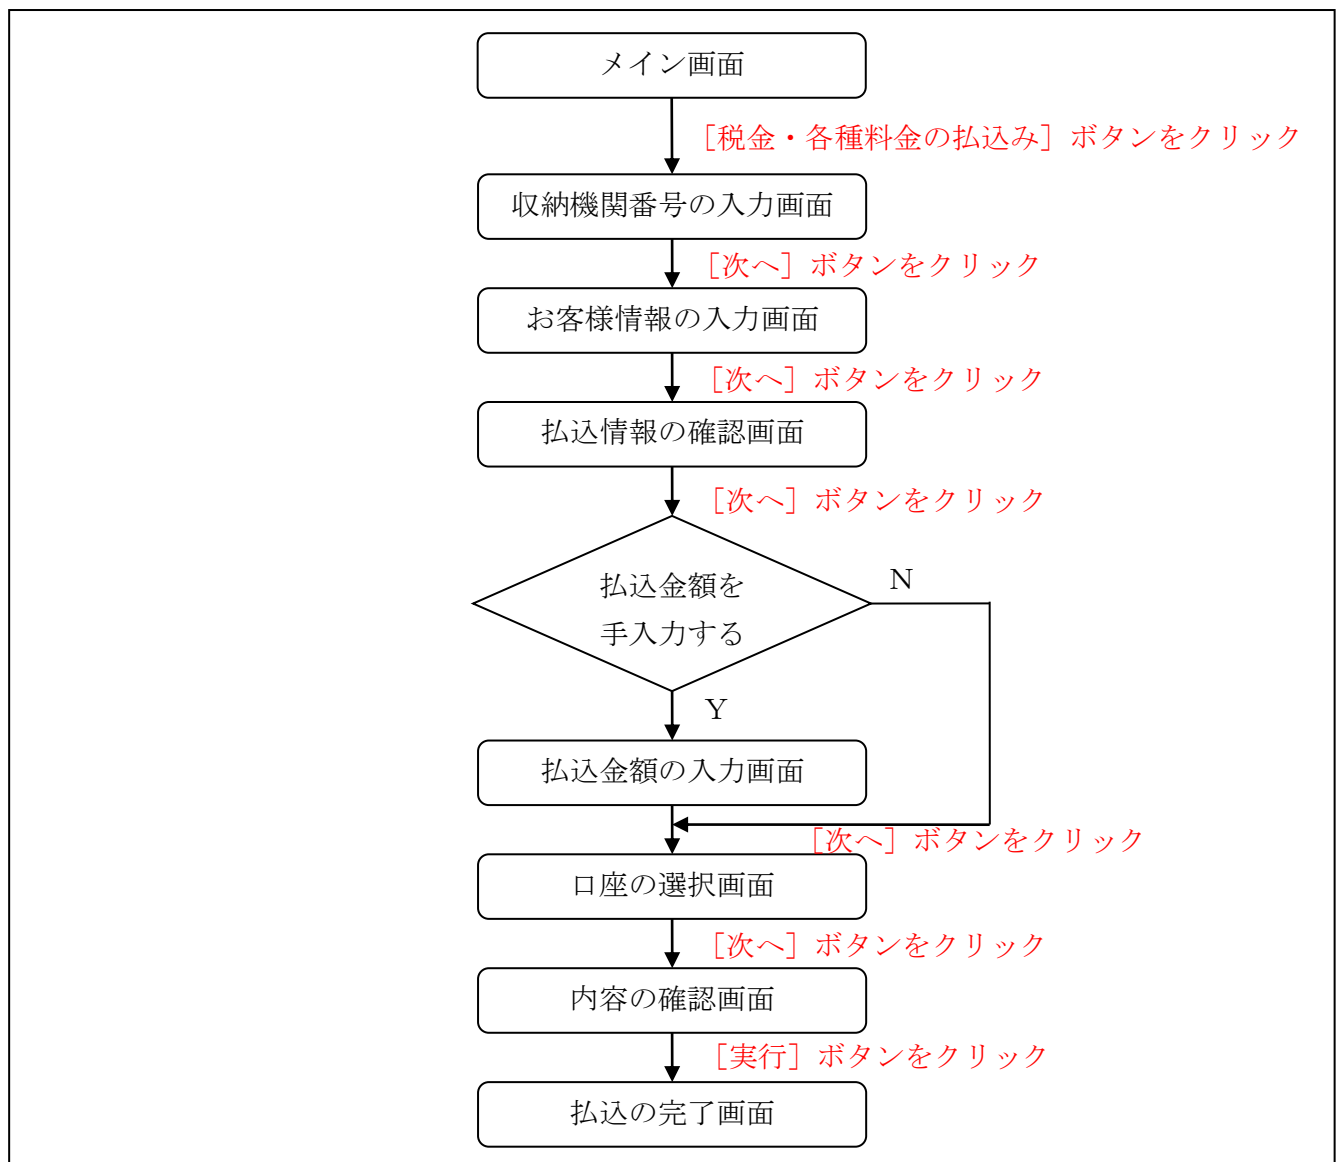 メイン画面
［税金・各種料金の払込み］ボタンをクリック
収納機関番号の入力画面
［次へ］ボタンをクリック
お客様情報の入力画面
［次へ］ボタンをクリック
払込情報の確認画面
［次へ］ボタンをクリック
払込金額を
手入力する
N
Y
払込金額の入力画面
［次へ］ボタンをクリック
口座の選択画面
［次へ］ボタンをクリック
内容の確認画面
［実行］ボタンをクリック
払込の完了画面